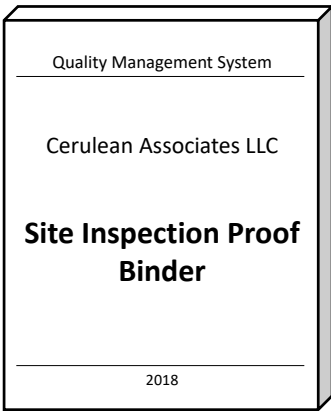 Quality Management System
Cerulean Associates LLC
Site Inspection Proof
Binder
2018